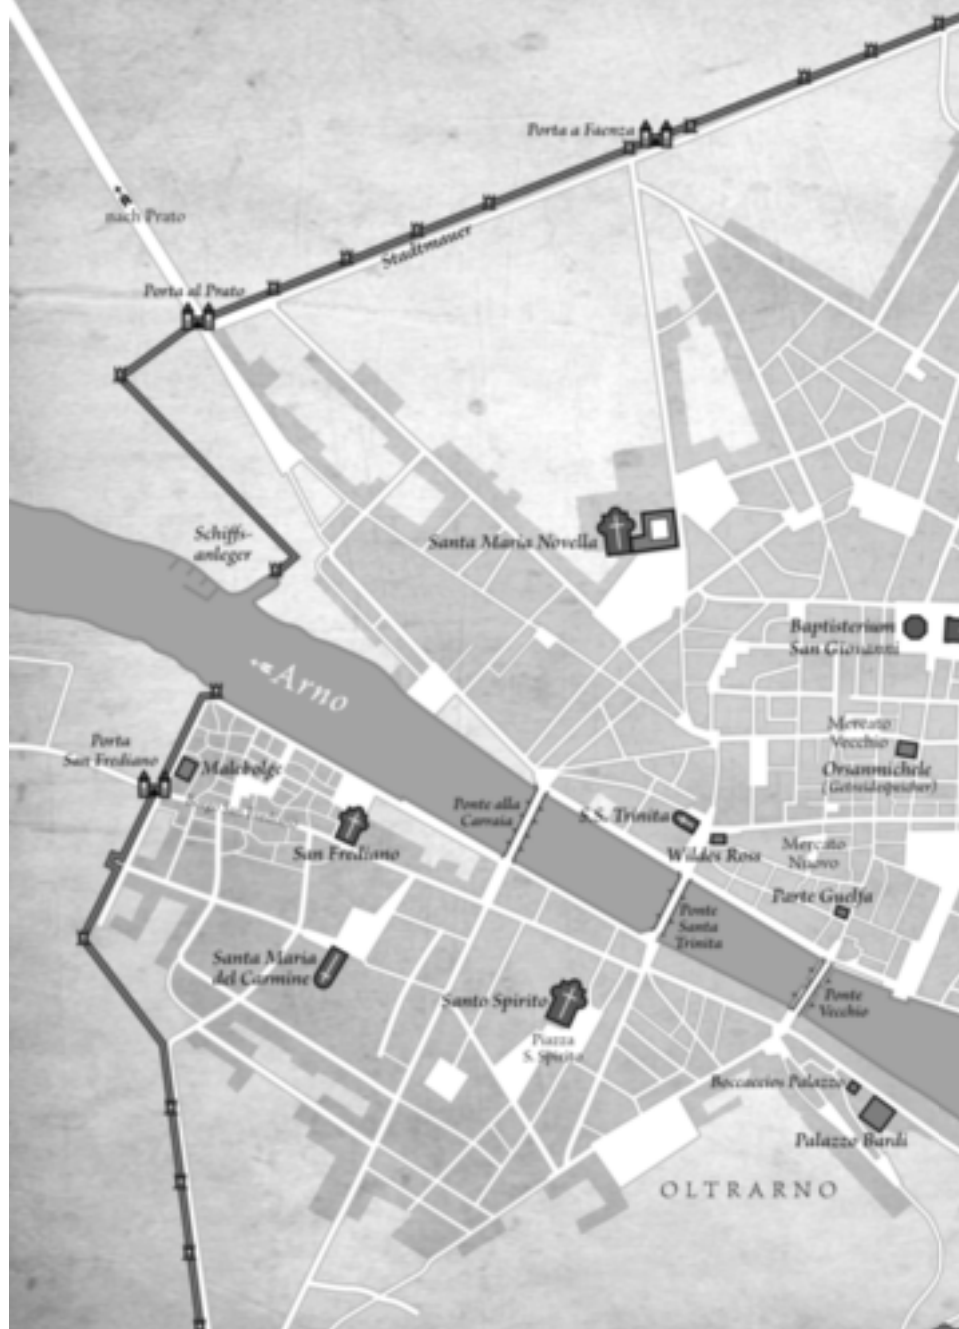 Porta a Faenza
nach Prato
Stadtmauer
Porta al Prato
Schiffs-
anleger
Santa Maria Novella
Baptisterium
San Giovanni
Arno
Mercato
Vecchio
Porta
San Frediano
Malebolge
Orsanmichele
(Getreidespeicher)
Ponte alla
Carraia
S.S. Trinita
San Frediano
Wildes Ross
Mercato
Nuovo
Parte Guelfa
Ponte
Santa
Trinita
Santa Maria
del Carmine
Santo Spirito
Ponte
Vecchio
Piazza
S. Spirito
Boccaccios Palazzo
Palazzo Bardi
OLTRARNO